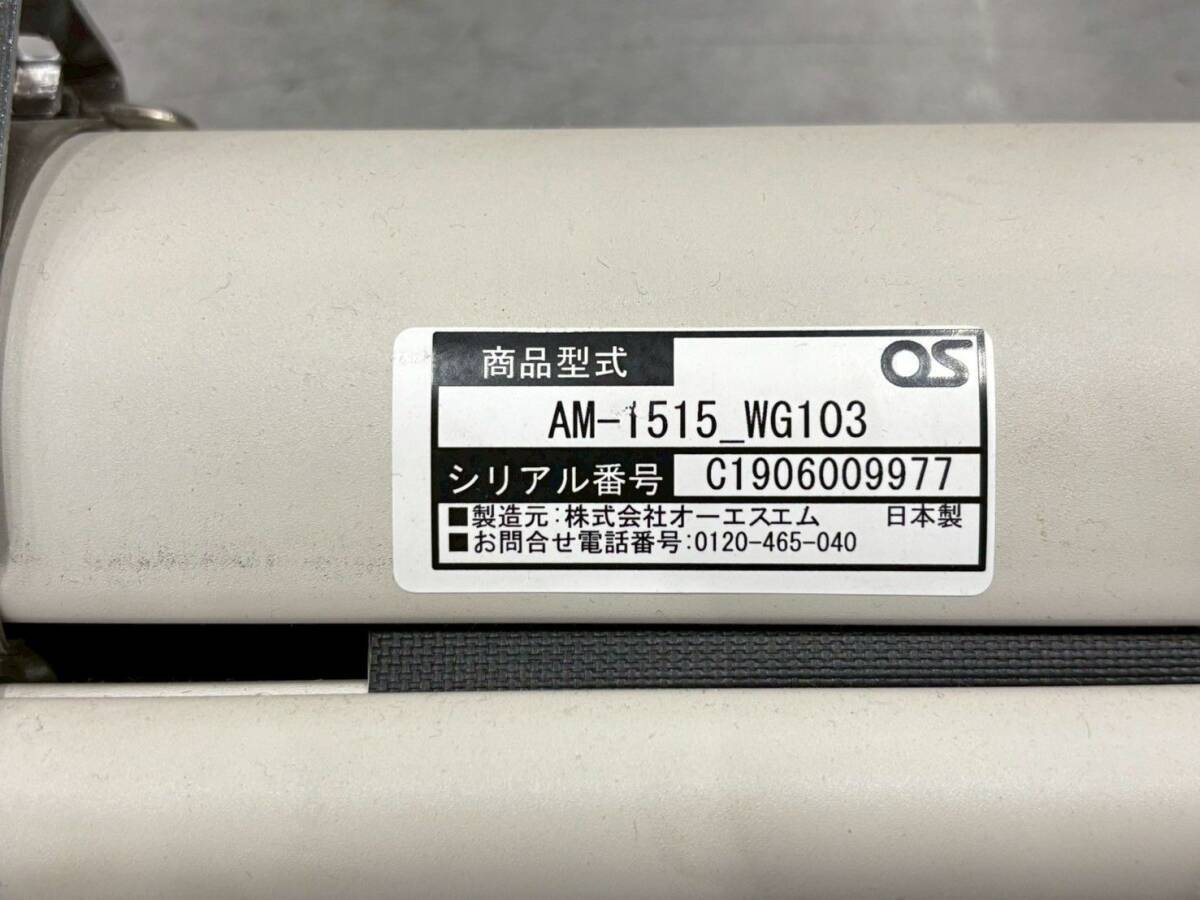 商品型式 OS
AM-1515_WG103
シリアル番号 C1906009977
■製造元:株式会社オーエスエム 日本製
■お問合せ電話番号:0120-465-040